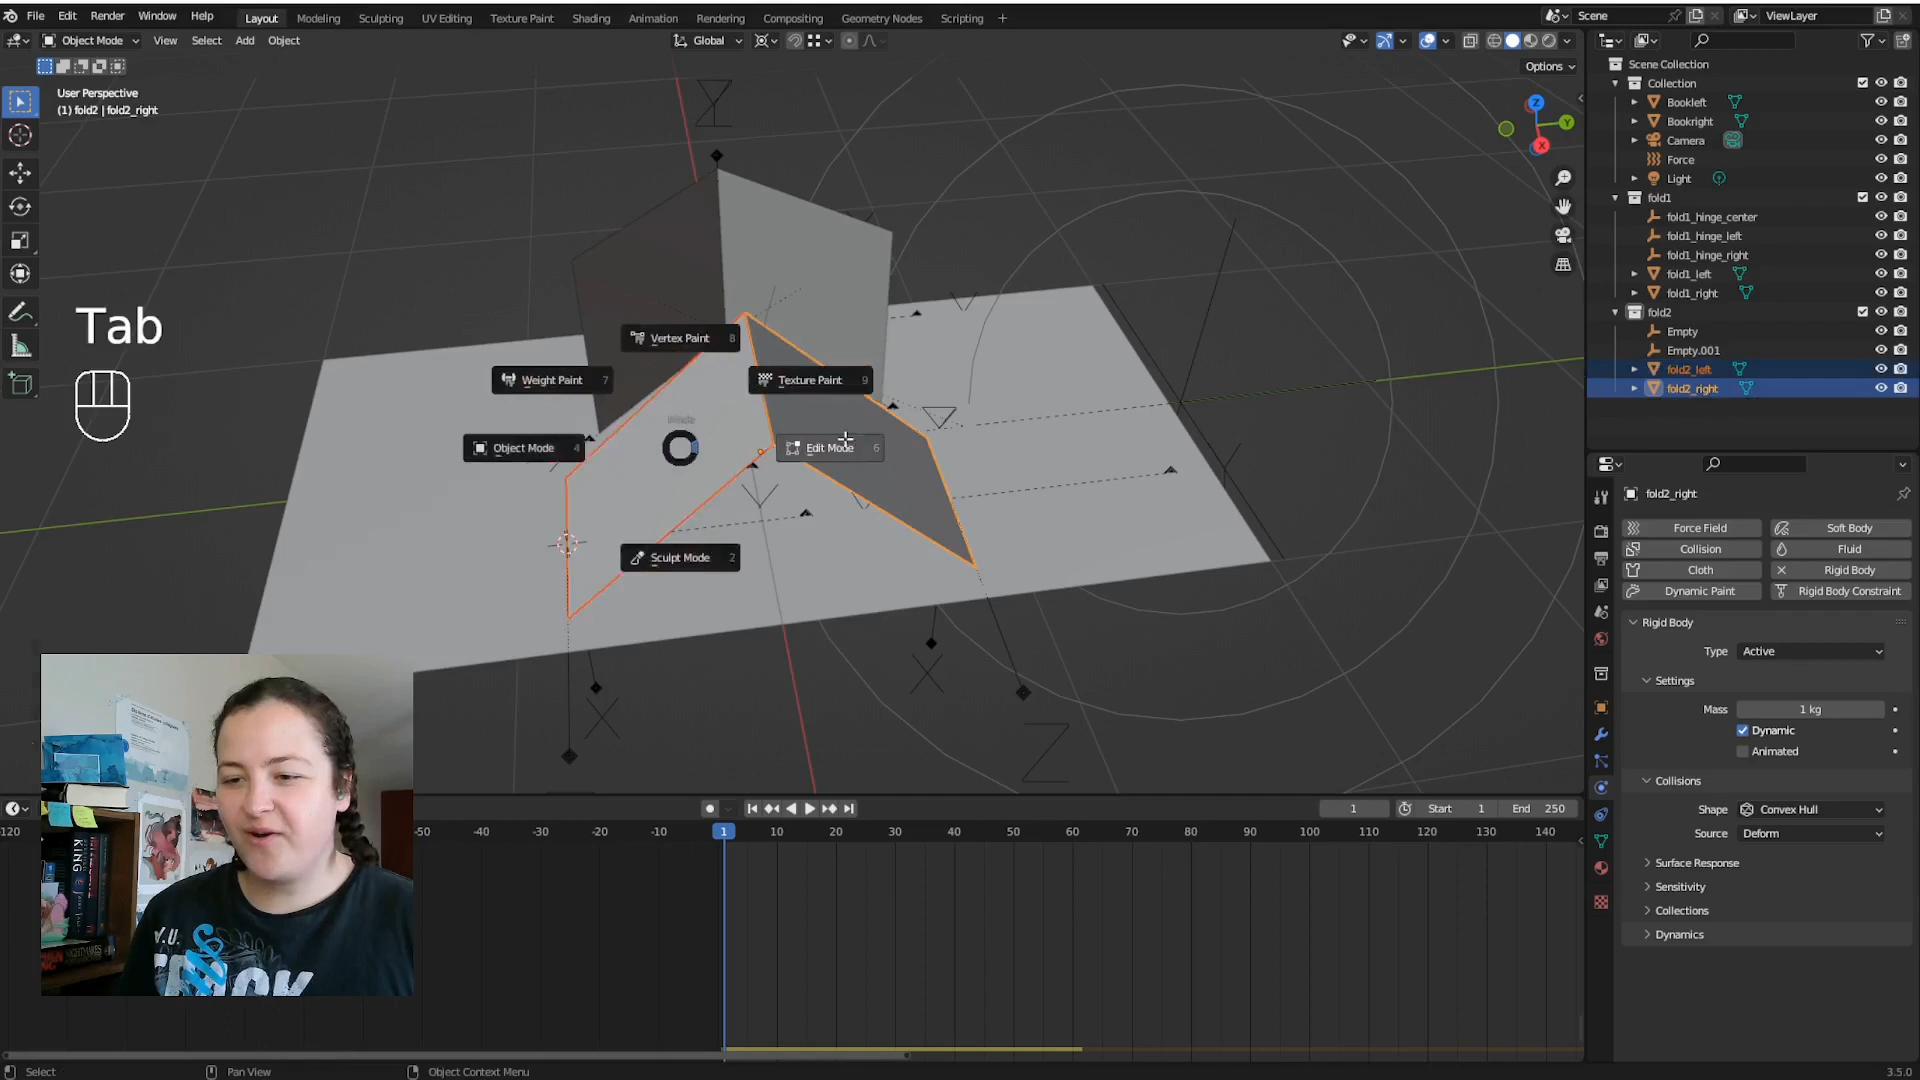 File Edit Render Window Help Layout Modeling Sculpting UV Editing Texture Paint Shading Animation Rendering Compositing Geometry Nodes Scripting + Scene ViewLayer
Object Mode View Select Add Object Global
Options
User Perspective
(1) fold2 | fold2_right
Scene Collection
Collection
Bookleft
Bookright
Camera
Force
Light
fold1
fold1_hinge_center
fold1_hinge_left
fold1_hinge_right
fold1_left
fold1_right
fold2
Empty
Empty.001
fold2_left
fold2_right
Z
Y
X
Tab
Vertex Paint 8
Weight Paint 7
Texture Paint 9
Mode
Object Mode 4
Edit Mode 6
Sculpt Mode 2
X
X
Z
fold2_right
Force Field Soft Body
Collision Fluid
Cloth Rigid Body
Dynamic Paint Rigid Body Constraint
Rigid Body
Type Active
Settings
Mass 1 kg
Dynamic
Animated
Collisions
Shape Convex Hull
Source Deform
Surface Response
Sensitivity
Collections
Dynamics
1 Start 1 End 250
-120 -50 -40 -30 -20 -10 1 10 20 30 40 50 60 70 80 90 100 110 120 130 140
KING
V.U.
Select Pan View Object Context Menu 3.5.0